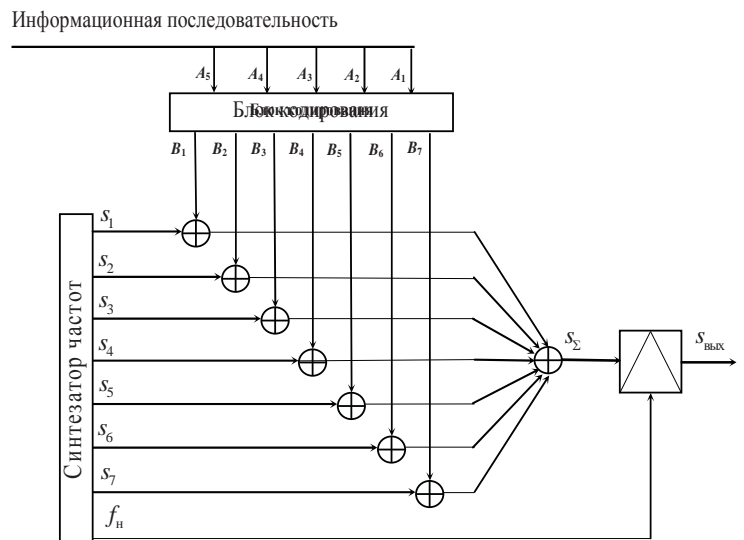 Информационная последовательность
A5 A4 A3 A2 A1
Блок кодирования
B1 B2 B3 B4 B5 B6 B7
Синтезатор частот
s1
s2
s3
s4
s5
s6
s7
fн
sΣ
sвых